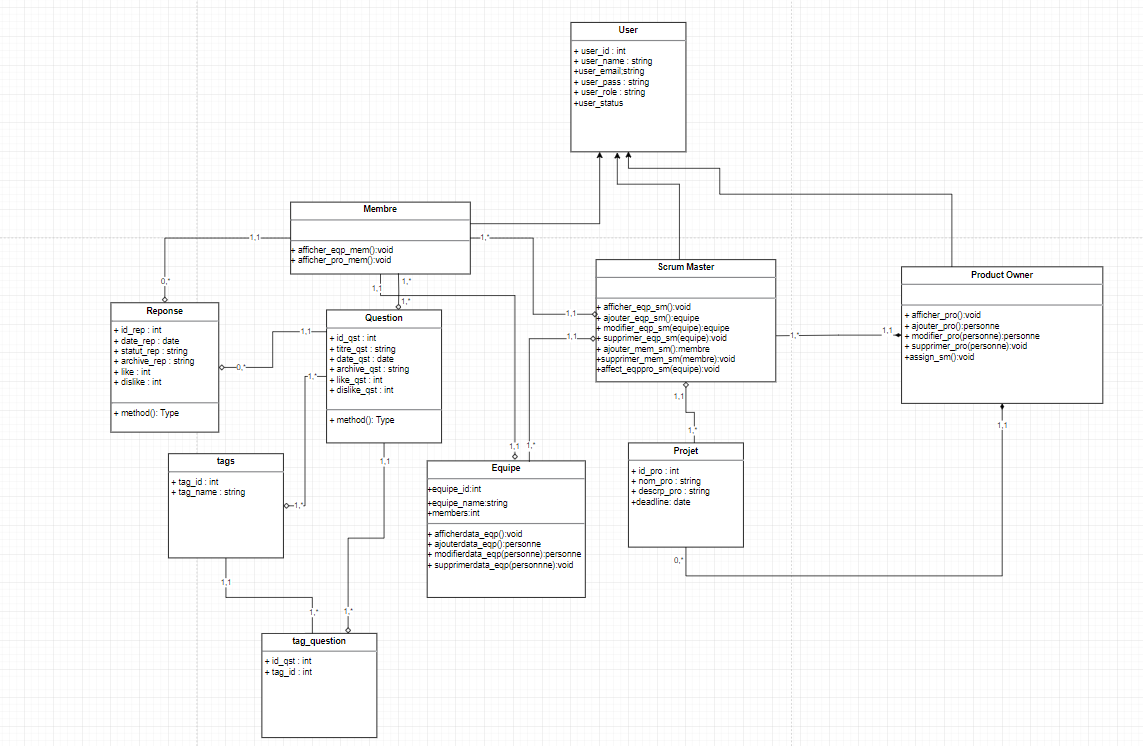 User
+ user_id : int
+ user_name : string
+user_email;string
+ user_pass : string
+ user_role : string
+user_status
Membre
+ afficher_eqp_mem():void
+ afficher_pro_mem():void
1,1
1,*
0,*
1,1
1,*
1,*
Scrum Master
+ afficher_eqp_sm():void
+ ajouter_eqp_sm():equipe
+ modifier_eqp_sm(equipe):equipe
+ supprimer_eqp_sm(equipe):void
+ ajouter_mem_sm():membre
+supprimer_mem_sm(membre):void
+affect_eqppro_sm(equipe):void
1,1
1,1
1,*
1,1
Product Owner
+ afficher_pro():void
+ ajouter_pro():personne
+ modifier_pro(personne):personne
+ supprimer_pro(personne):void
+assign_sm():void
Reponse
+ id_rep : int
+ date_rep : date
+ statut_rep : string
+ archive_rep : string
+ like : int
+ dislike : int
+ method(): Type
1,1
0,*
Question
+ id_qst : int
+ titre_qst : string
+ date_qst : date
+ archive_qst : string
+ like_qst : int
+ dislike_qst : int
+ method(): Type
1,*
1,1
1,1
1,*
1,1
1,*
1,1
tags
+ tag_id : int
+ tag_name : string
1,*
Equipe
+equipe_id:int
+equipe_name:string
+members:int
+ afficherdata_eqp():void
+ ajouterdata_eqp():personne
+ modifierdata_eqp(personne):personne
+ supprimerdata_eqp(personnne):void
Projet
+ id_pro : int
+ nom_pro : string
+ descrp_pro : string
+deadline: date
0,*
1,1
1,*
1,*
tag_question
+ id_qst : int
+ tag_id : int